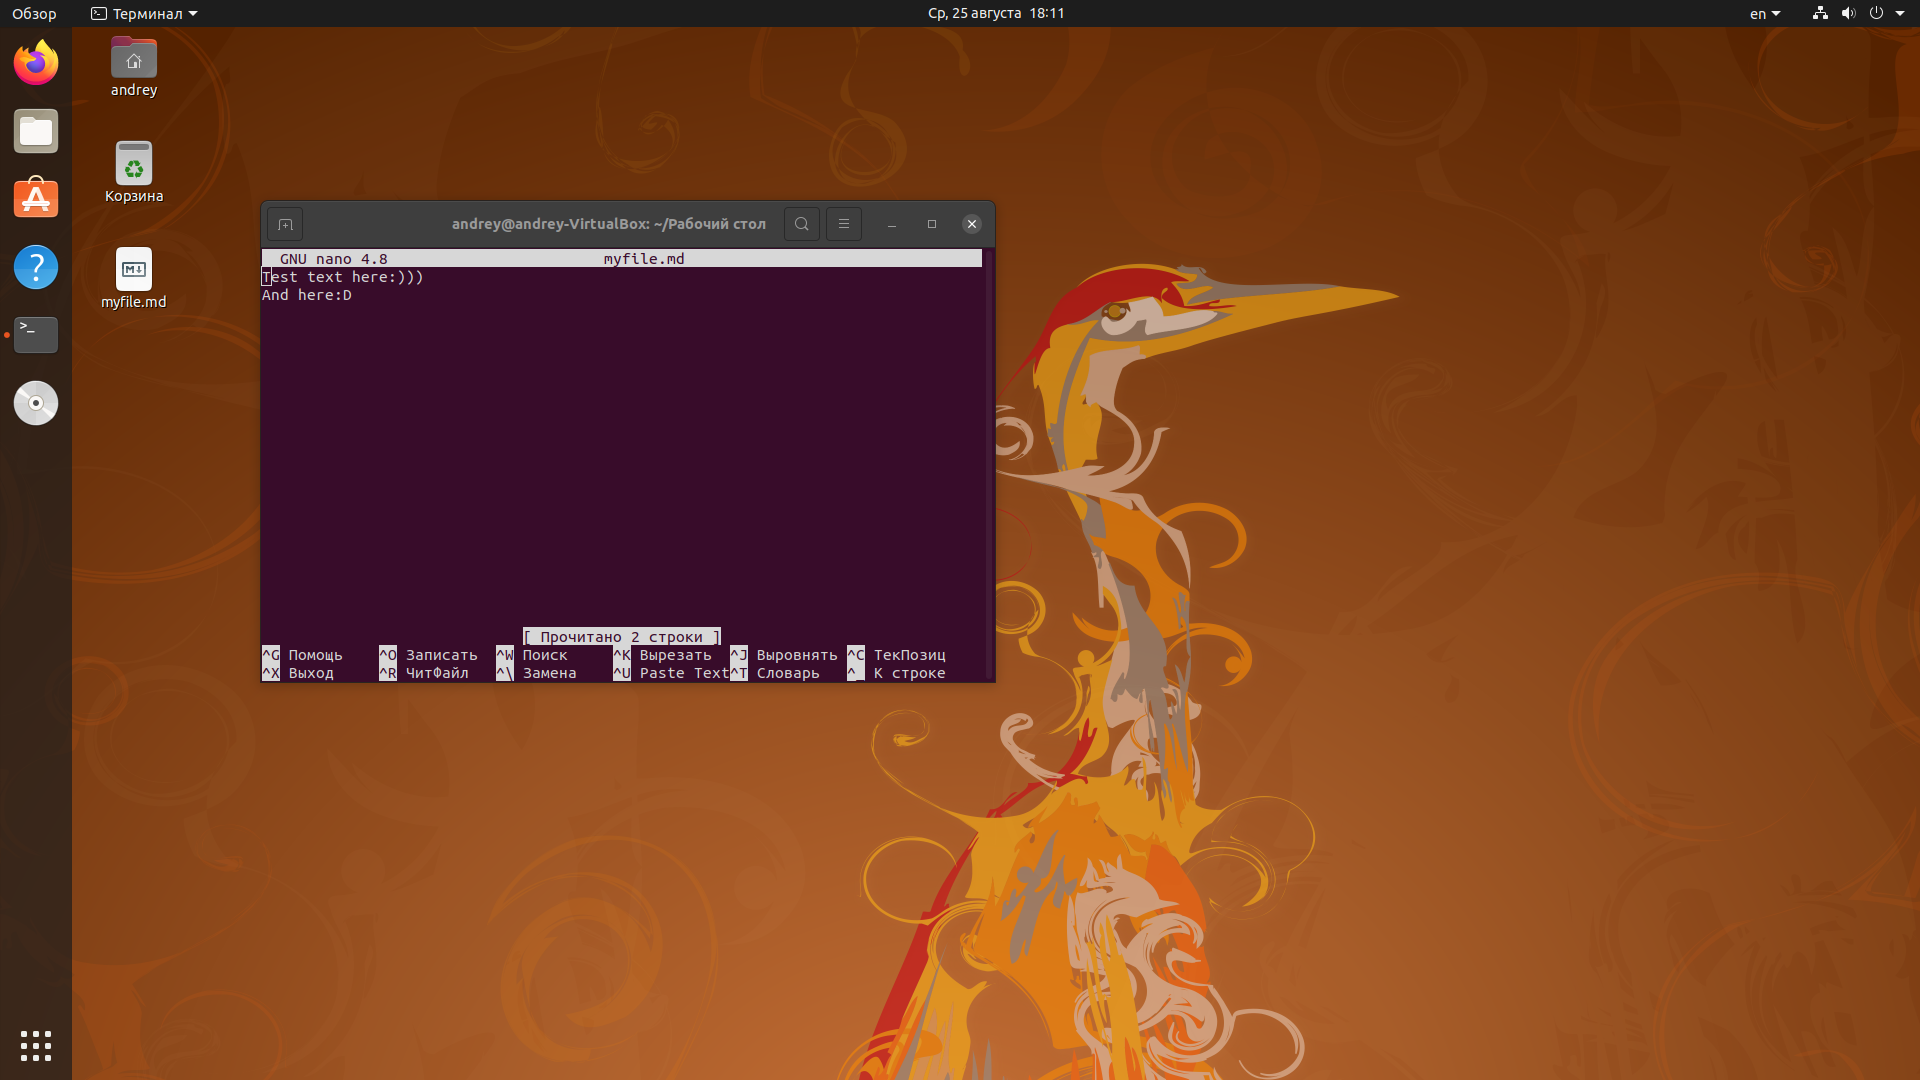 Обзор Терминал Ср, 25 августа 18:11 en
andrey
Корзина
myfile.md
andrey@andrey-VirtualBox: ~/Рабочий стол
GNU nano 4.8 myfile.md
Test text here:)))
And here:D
[ Прочитано 2 строки ]
^G Помощь ^O Записать ^W Поиск ^K Вырезать ^J Выровнять ^C ТекПозиц
^X Выход ^R ЧитФайл ^\ Замена ^U Paste Text ^T Словарь ^_ К строке